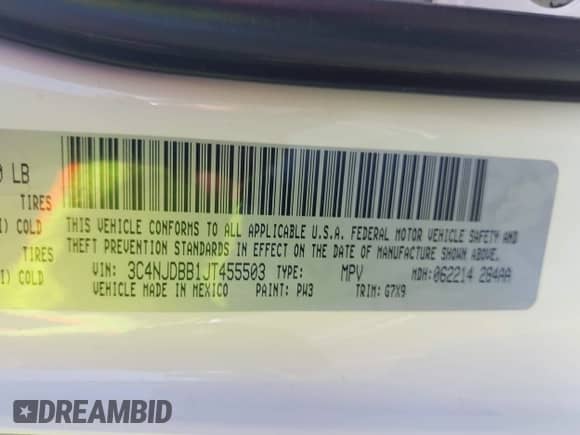 LB
TIRES
COLD
TIRES
COLD
THIS VEHICLE CONFORMS TO ALL APPLICABLE U.S.A. FEDERAL MOTOR VEHICLE SAFETY AND
THEFT PREVENTION STANDARDS IN EFFECT ON THE DATE OF MANUFACTURE SHOWN ABOVE.
VIN: 3C4NJDBB1JT455503 TYPE: MPV MDH: 062214 284AA
VEHICLE MADE IN MEXICO PAINT: PW3 TRIM: G7X9
DREAMBID